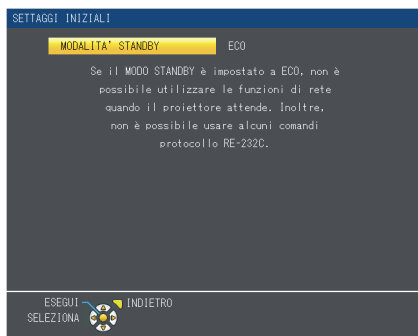 SETTAGGI INIZIALI
MODALITA' STANDBY ECO
Se il MODO STANDBY è impostato a ECO, non è
possibile utilizzare le funzioni di rete
quando il proiettore attende. Inoltre,
non è possibile usare alcuni comandi
protocollo RE-232C.
ESEGUI INDIETRO
SELEZIONA